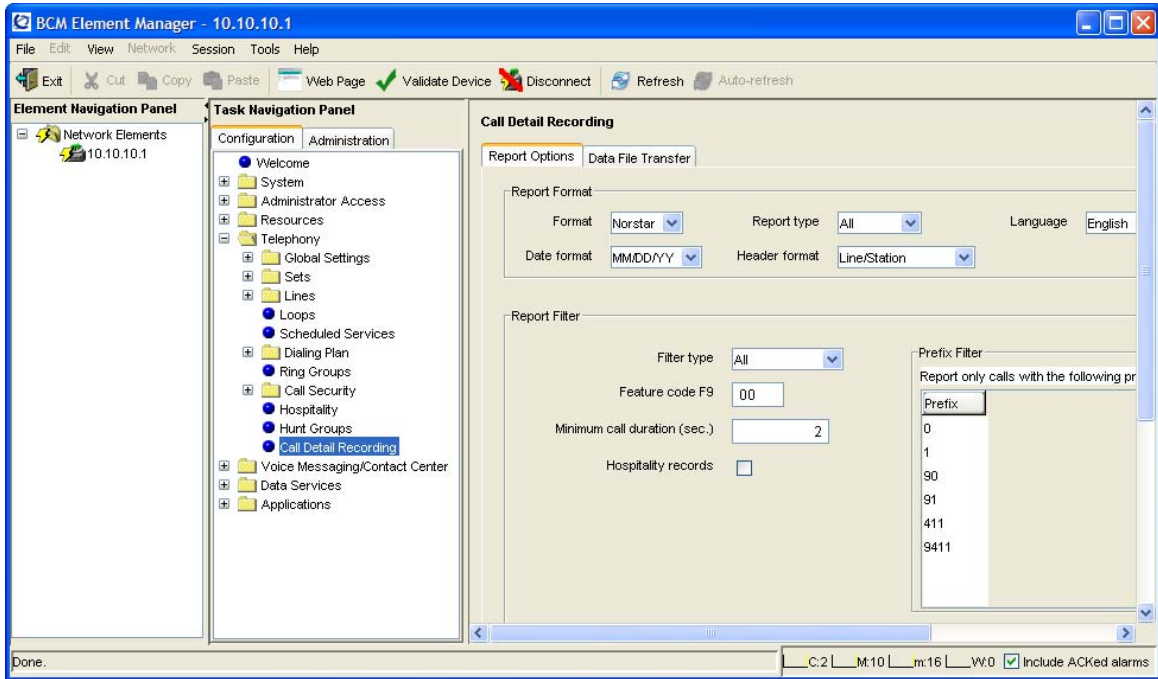 BCM Element Manager - 10.10.10.1
File Edit View Network Session Tools Help
Exit Cut Copy Paste Web Page Validate Device Disconnect Refresh Auto-refresh
Element Navigation Panel
Network Elements
10.10.10.1
Task Navigation Panel
Configuration Administration
Welcome
System
Administrator Access
Resources
Telephony
Global Settings
Sets
Lines
Loops
Scheduled Services
Dialing Plan
Ring Groups
Call Security
Hospitality
Hunt Groups
Call Detail Recording
Voice Messaging/Contact Center
Data Services
Applications
Call Detail Recording
Report Options Data File Transfer
Report Format
Format Norstar Report type All Language English
Date format MM/DD/YY Header format Line/Station
Report Filter
Filter type All
Feature code F9 00
Minimum call duration (sec.) 2
Hospitality records
Prefix Filter
Report only calls with the following pr
Prefix
0
1
90
91
411
9411
Done.
C:2 M:10 m:16 W:0 Include ACKed alarms